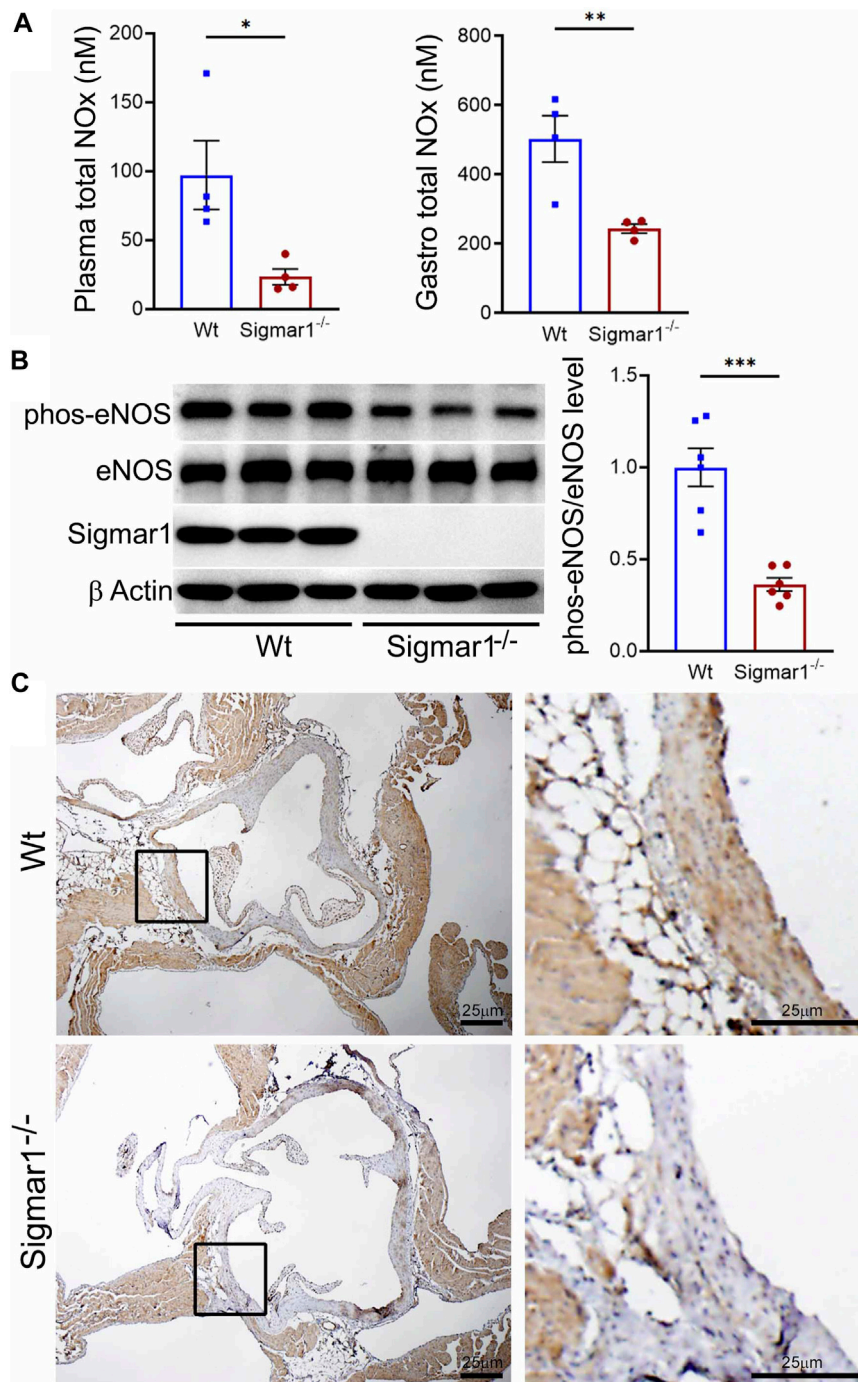 A
Plasma total NOx (nM)
200
150
100
50
0
*
Wt
Sigmar1-/-
Gastro total NOx (nM)
800
600
400
200
0
**
Wt
Sigmar1-/-
B
phos-eNOS
eNOS
Sigmar1
β Actin
Wt
Sigmar1-/-
phos-eNOS/eNOS level
1.5
1.0
0.5
0.0
***
Wt
Sigmar1-/-
C
Wt
25μm
25μm
Sigmar1-/-
25μm
25μm